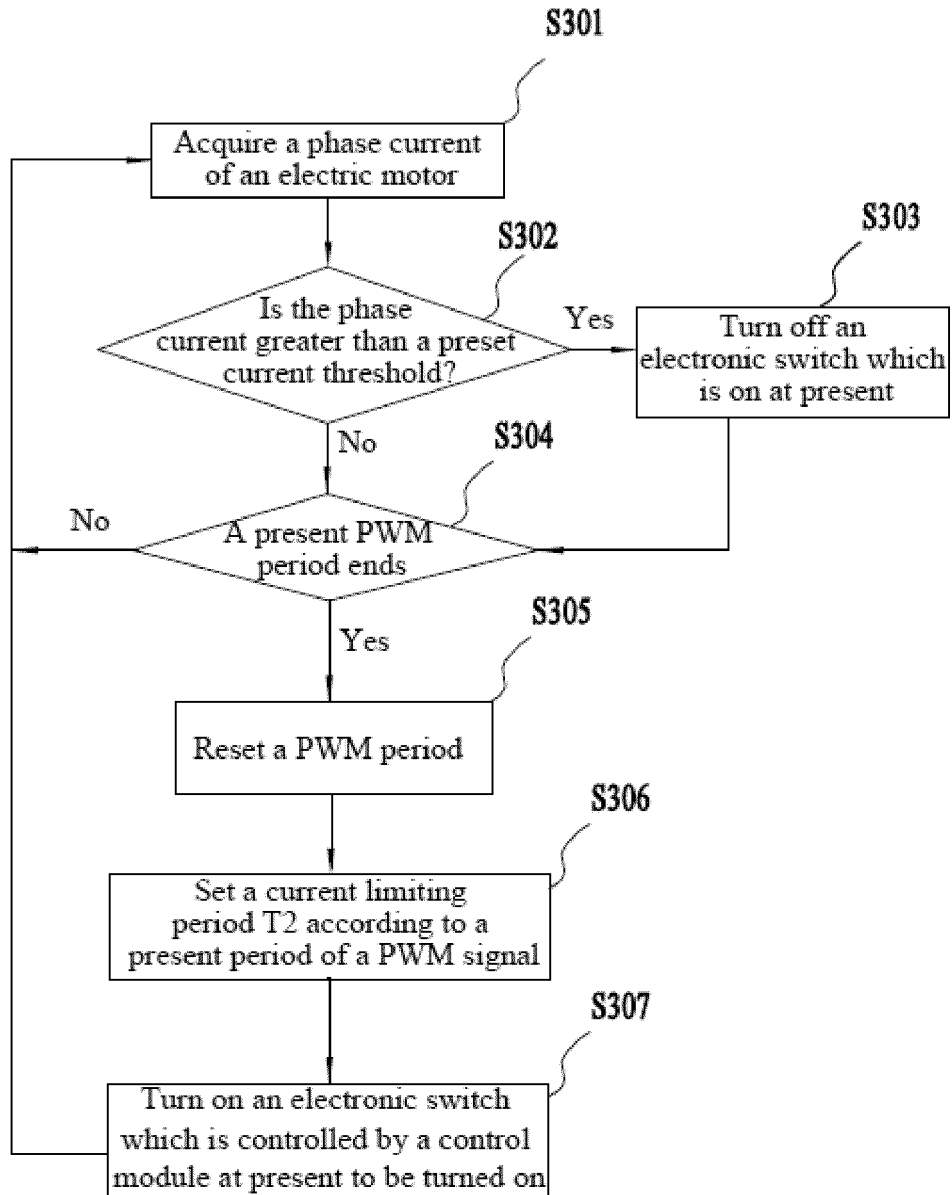 S301
Acquire a phase current
of an electric motor
S302
Is the phase
current greater than a preset
current threshold?
Yes
S303
Turn off an
electronic switch which
is on at present
No
S304
A present PWM
period ends
No
Yes
S305
Reset a PWM period
S306
Set a current limiting
period T2 according to a
present period of a PWM signal
S307
Turn on an electronic switch
which is controlled by a control
module at present to be turned on